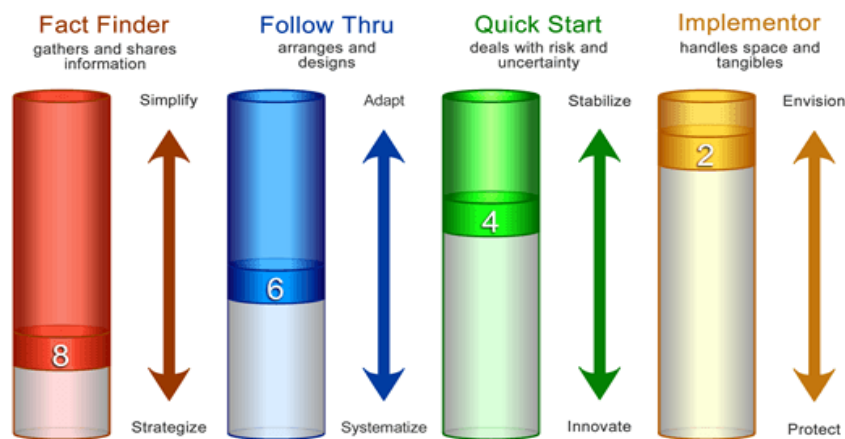 Fact Finder
gathers and shares
information
Simplify
8
Strategize
Follow Thru
arranges and
designs
Adapt
6
Systematize
Quick Start
deals with risk and
uncertainty
Stabilize
4
Innovate
Implementor
handles space and
tangibles
Envision
2
Protect